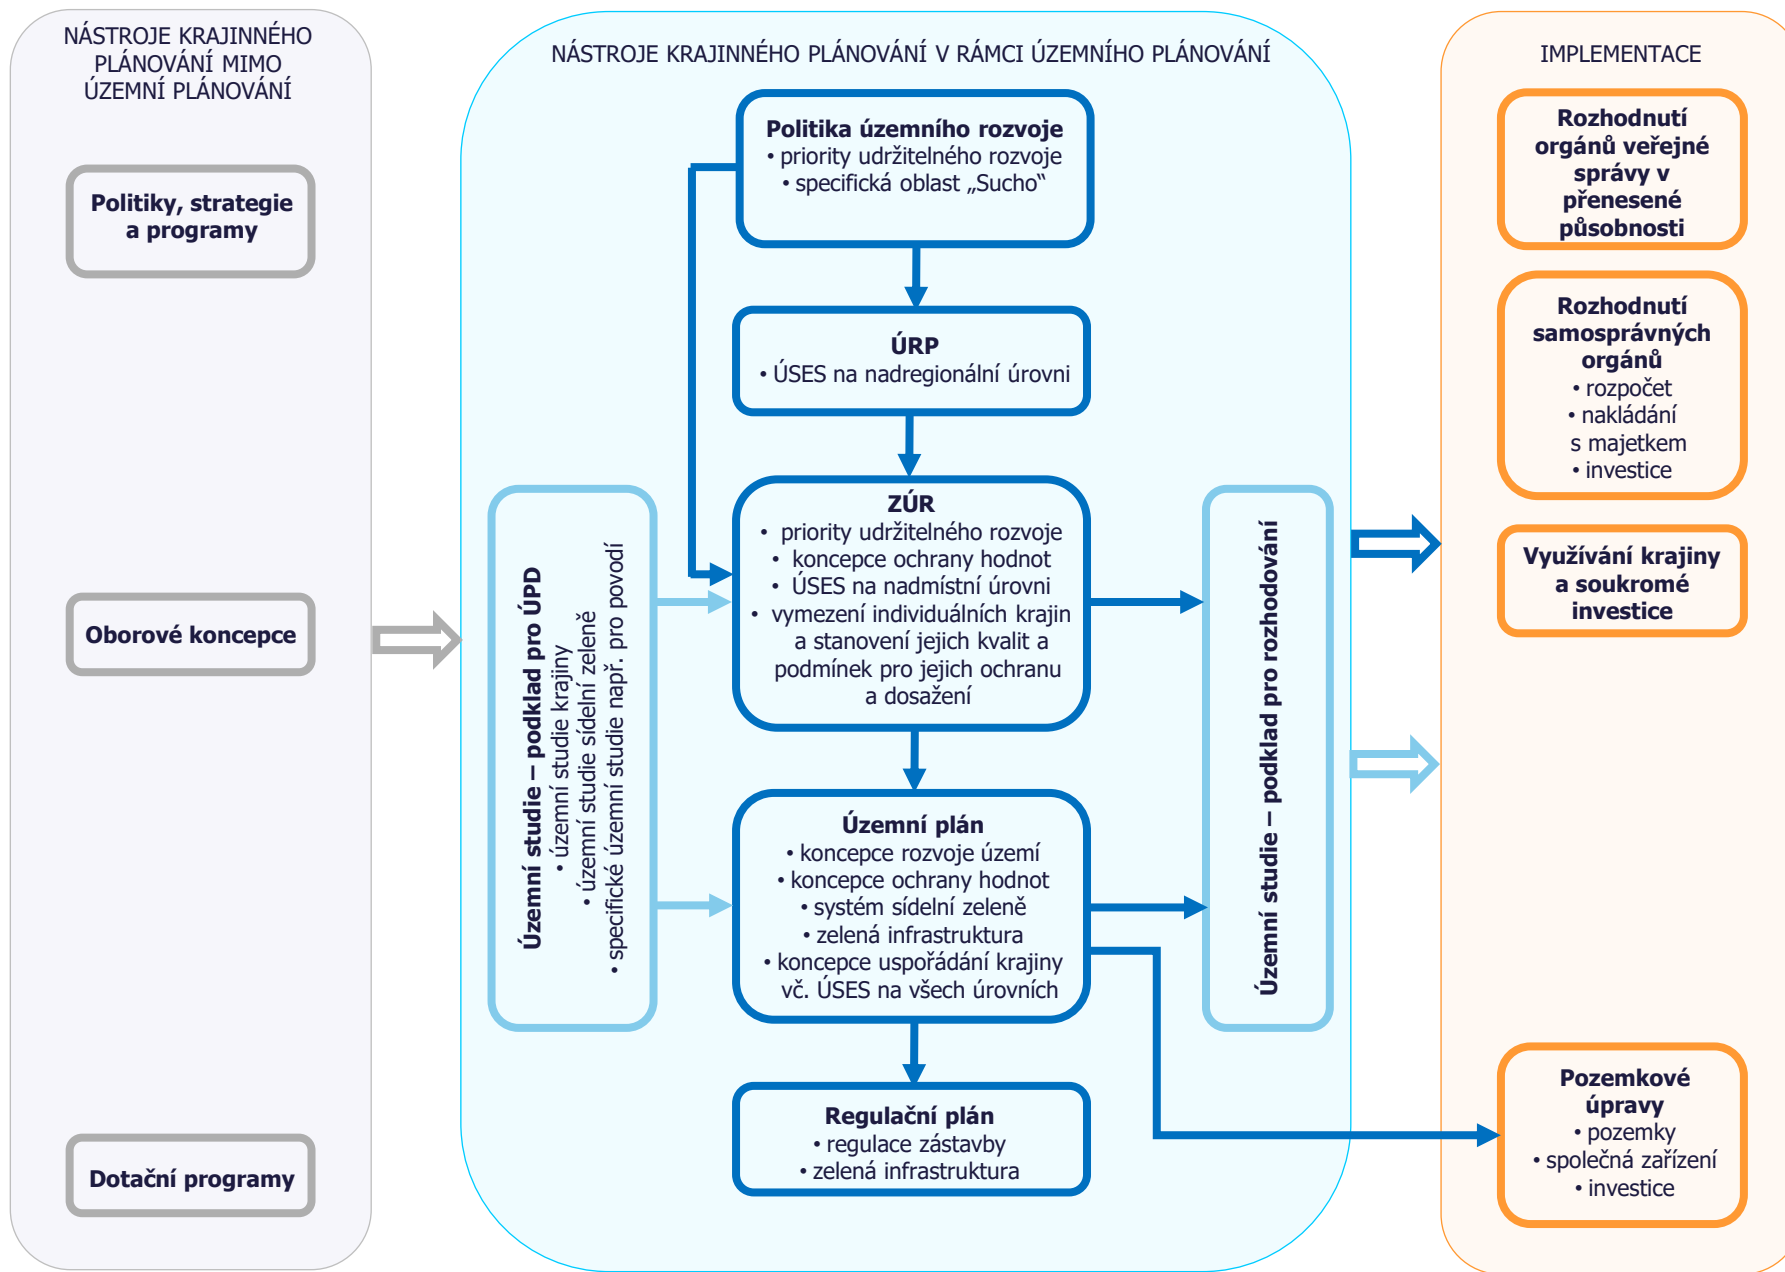 NÁSTROJE KRAJINNÉHO
PLÁNOVÁNÍ MIMO
ÚZEMNÍ PLÁNOVÁNÍ
Politiky, strategie
a programy
Oborové koncepce
Dotační programy
NÁSTROJE KRAJINNÉHO PLÁNOVÁNÍ V RÁMCI ÚZEMNÍHO PLÁNOVÁNÍ
Politika územního rozvoje
• priority udržitelného rozvoje
• specifická oblast „Sucho“
ÚRP
• ÚSES na nadregionální úrovni
ZÚR
• priority udržitelného rozvoje
• koncepce ochrany hodnot
• ÚSES na nadmístní úrovni
• vymezení individuálních krajin
a stanovení jejich kvalit a
podmínek pro jejich ochranu
a dosažení
Územní plán
• koncepce rozvoje území
• koncepce ochrany hodnot
• systém sídelní zeleně
• zelená infrastruktura
• koncepce uspořádání krajiny
vč. ÚSES na všech úrovních
Regulační plán
• regulace zástavby
• zelená infrastruktura
Územní studie – podklad pro ÚPD
• územní studie krajiny
• územní studie sídelní zeleně
• specifické územní studie např. pro povodí
Územní studie – podklad pro rozhodování
IMPLEMENTACE
Rozhodnutí
orgánů veřejné
správy v
přenesené
působnosti
Rozhodnutí
samosprávných
orgánů
• rozpočet
• nakládání
s majetkem
• investice
Využívání krajiny
a soukromé
investice
Pozemkové
úpravy
• pozemky
• společná zařízení
• investice